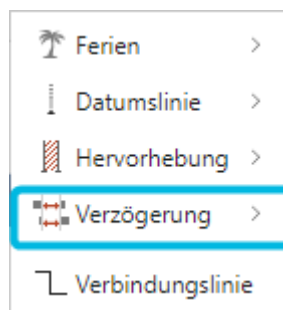 Ferien
Datumslinie
Hervorhebung
Verzögerung
Verbindungslinie